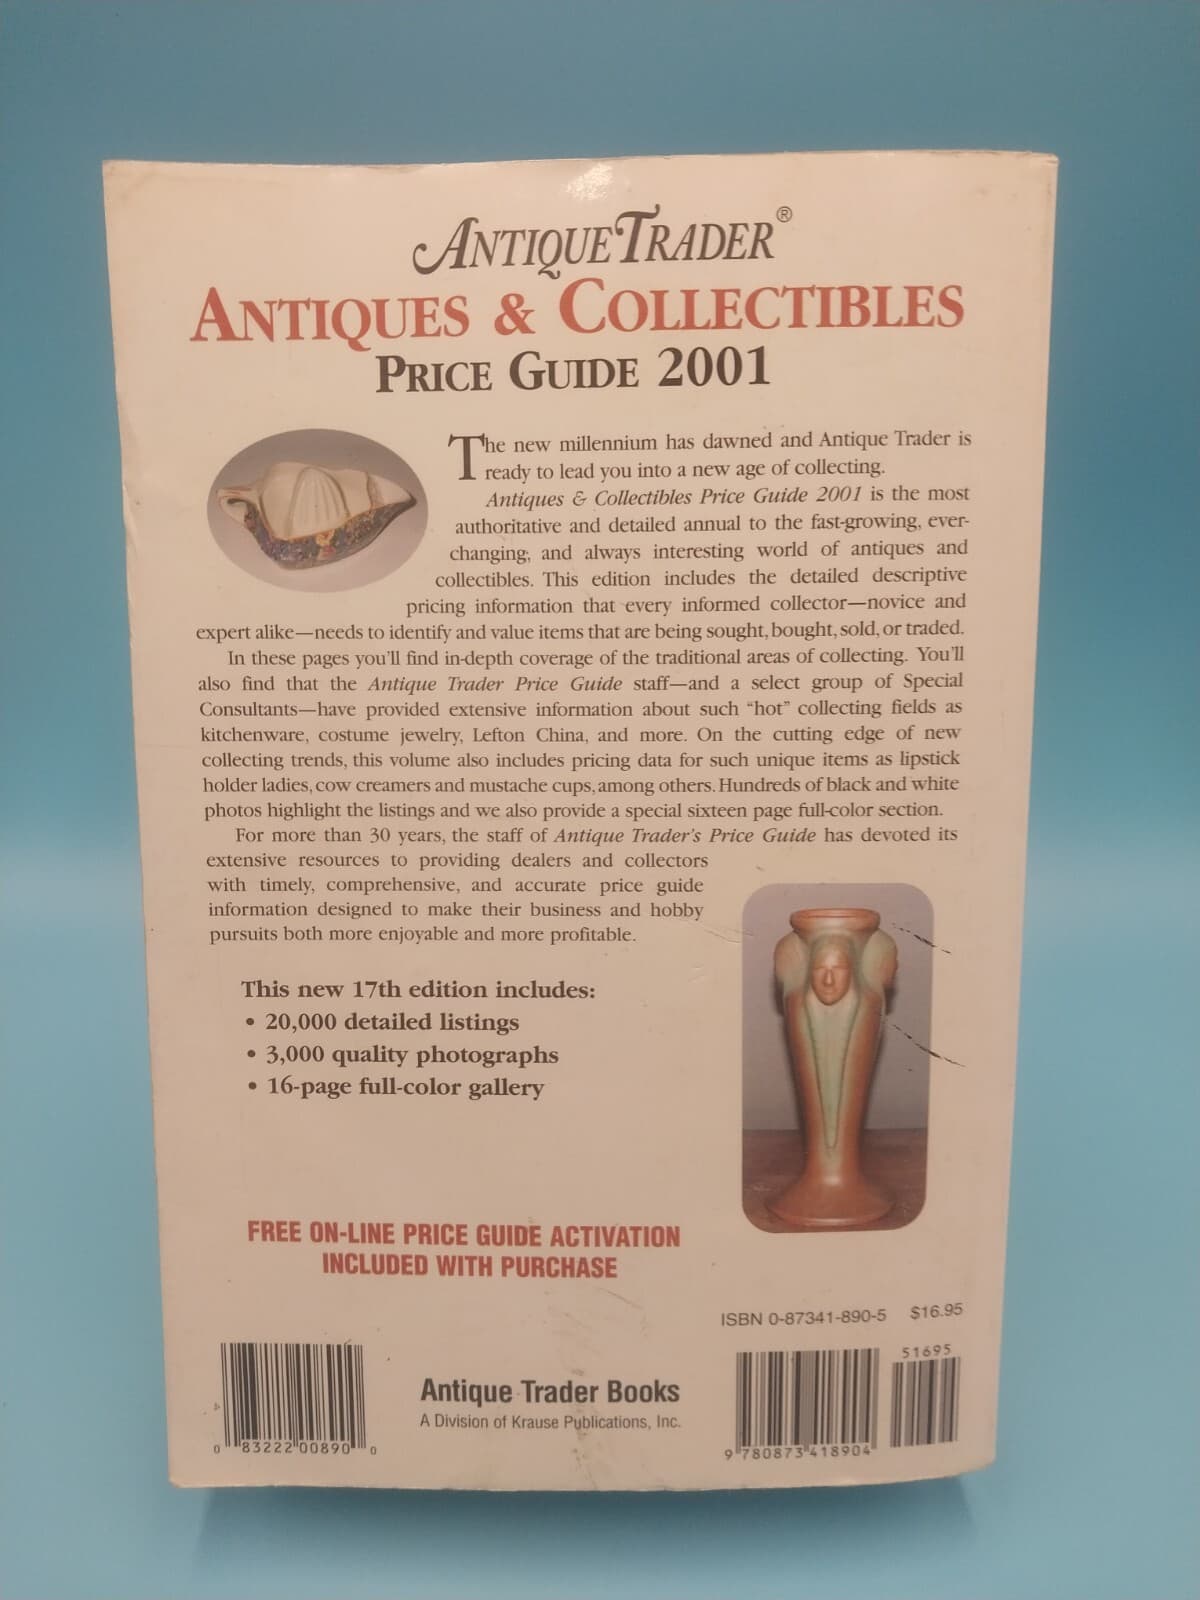 ANTIQUE TRADER®
ANTIQUES & COLLECTIBLES
PRICE GUIDE 2001
The new millennium has dawned and Antique Trader is
ready to lead you into a new age of collecting.
Antiques & Collectibles Price Guide 2001 is the most
authoritative and detailed annual to the fast-growing, ever-
changing, and always interesting world of antiques and
collectibles. This edition includes the detailed descriptive
pricing information that every informed collector—novice and
expert alike—needs to identify and value items that are being sought, bought, sold, or traded.
In these pages you'll find in-depth coverage of the traditional areas of collecting. You'll
also find that the Antique Trader Price Guide staff—and a select group of Special
Consultants—have provided extensive information about such "hot" collecting fields as
kitchenware, costume jewelry, Lefton China, and more. On the cutting edge of new
collecting trends, this volume also includes pricing data for such unique items as lipstick
holder ladies, cow creamers and mustache cups, among others. Hundreds of black and white
photos highlight the listings and we also provide a special sixteen page full-color section.
For more than 30 years, the staff of Antique Trader's Price Guide has devoted its
extensive resources to providing dealers and collectors
with timely, comprehensive, and accurate price guide
information designed to make their business and hobby
pursuits both more enjoyable and more profitable.
This new 17th edition includes:
• 20,000 detailed listings
• 3,000 quality photographs
• 16-page full-color gallery
FREE ON-LINE PRICE GUIDE ACTIVATION
INCLUDED WITH PURCHASE
ISBN 0-87341-890-5 $16.95
51695
Antique Trader Books
A Division of Krause Publications, Inc.
0 83222 00890 0
9 780873 418904